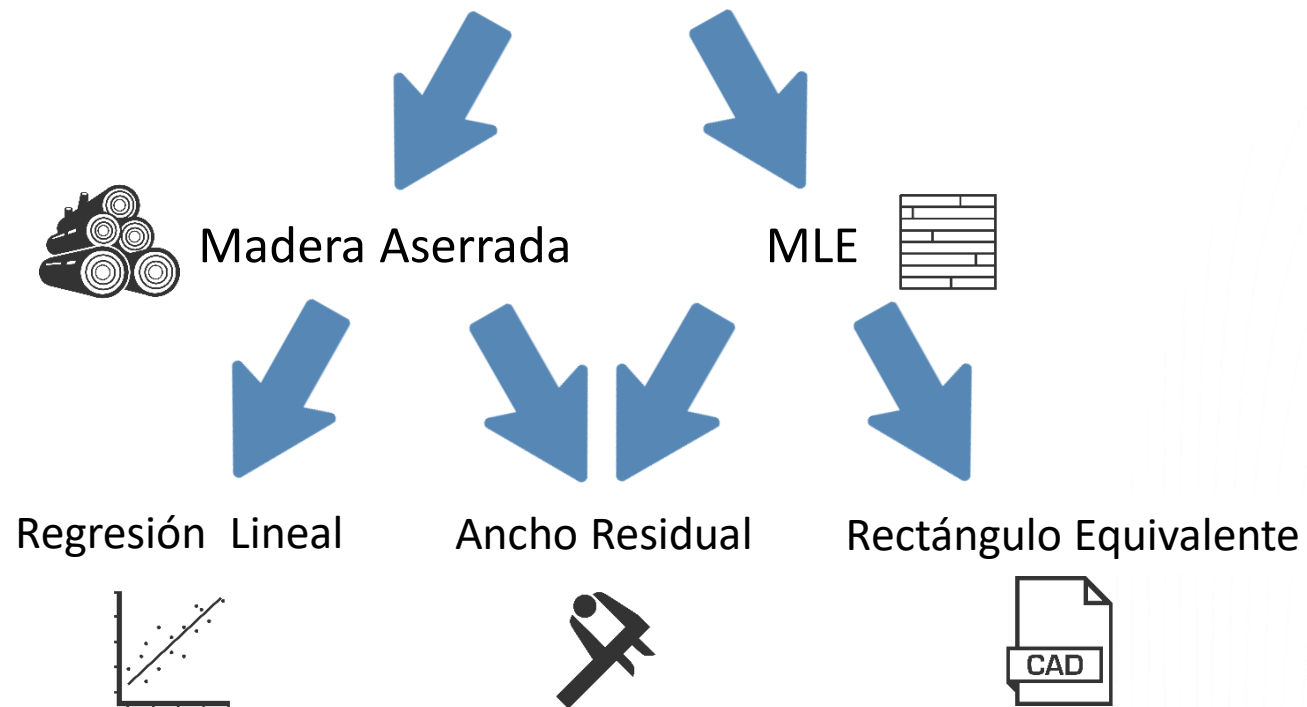 Madera Aserrada
MLE
Regresión Lineal
Ancho Residual
Rectángulo Equivalente
CAD